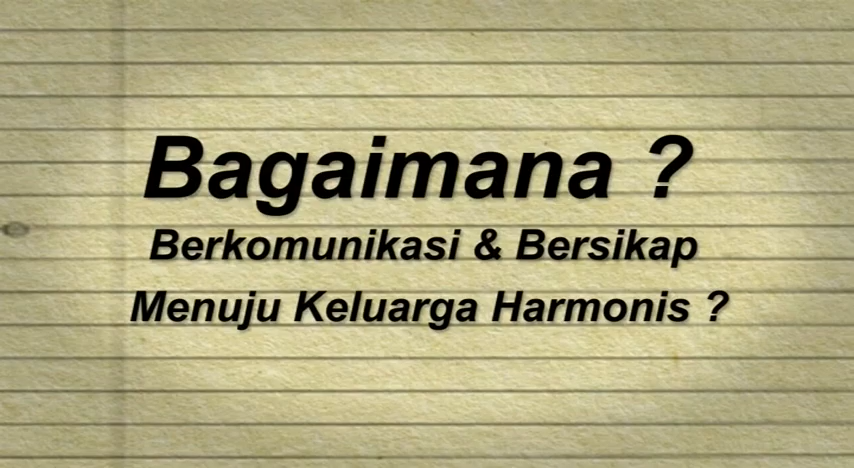 Bagaimana ?
Berkomunikasi & Bersikap
Menuju Keluarga Harmonis ?